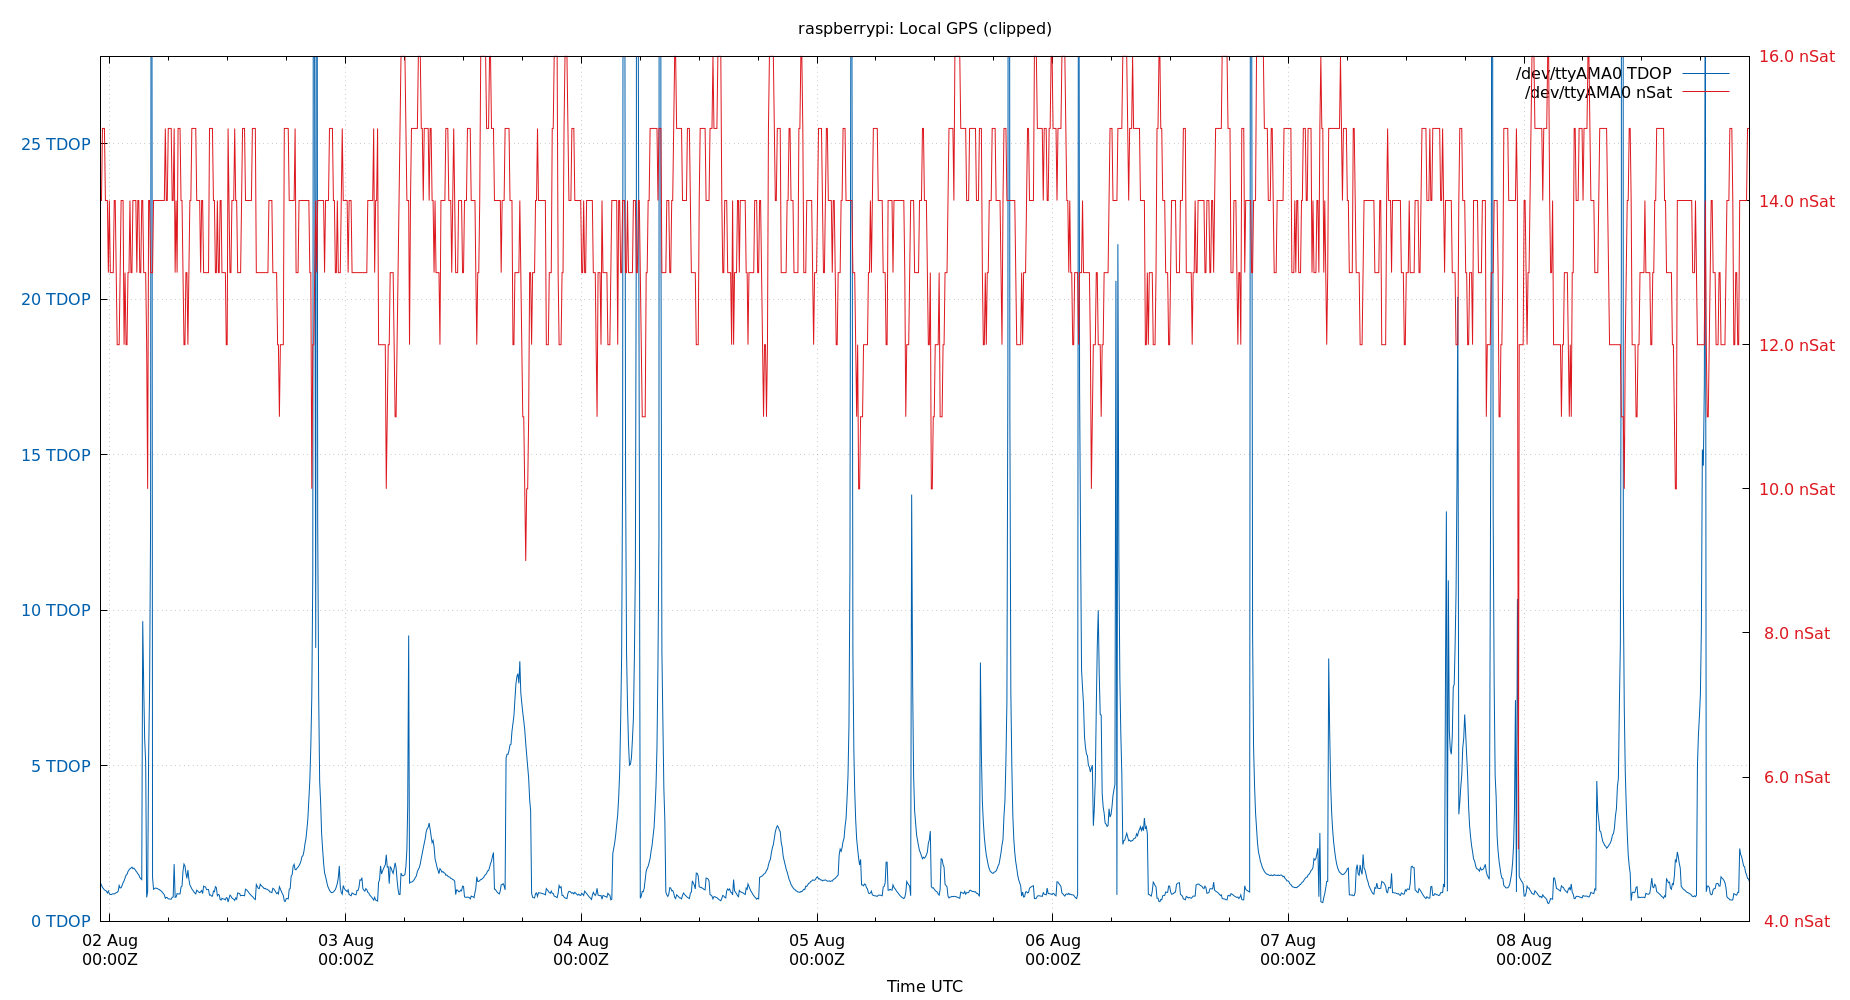 raspberrypi: Local GPS (clipped)
16.0 nSat
/dev/ttyAMA0 TDOP
/dev/ttyAMA0 nSat
25 TDOP
14.0 nSat
20 TDOP
12.0 nSat
15 TDOP
10.0 nSat
10 TDOP
8.0 nSat
5 TDOP
6.0 nSat
0 TDOP
4.0 nSat
02 Aug 03 Aug 04 Aug 05 Aug 06 Aug 07 Aug 08 Aug
00:00Z 00:00Z 00:00Z 00:00Z 00:00Z 00:00Z 00:00Z
Time UTC